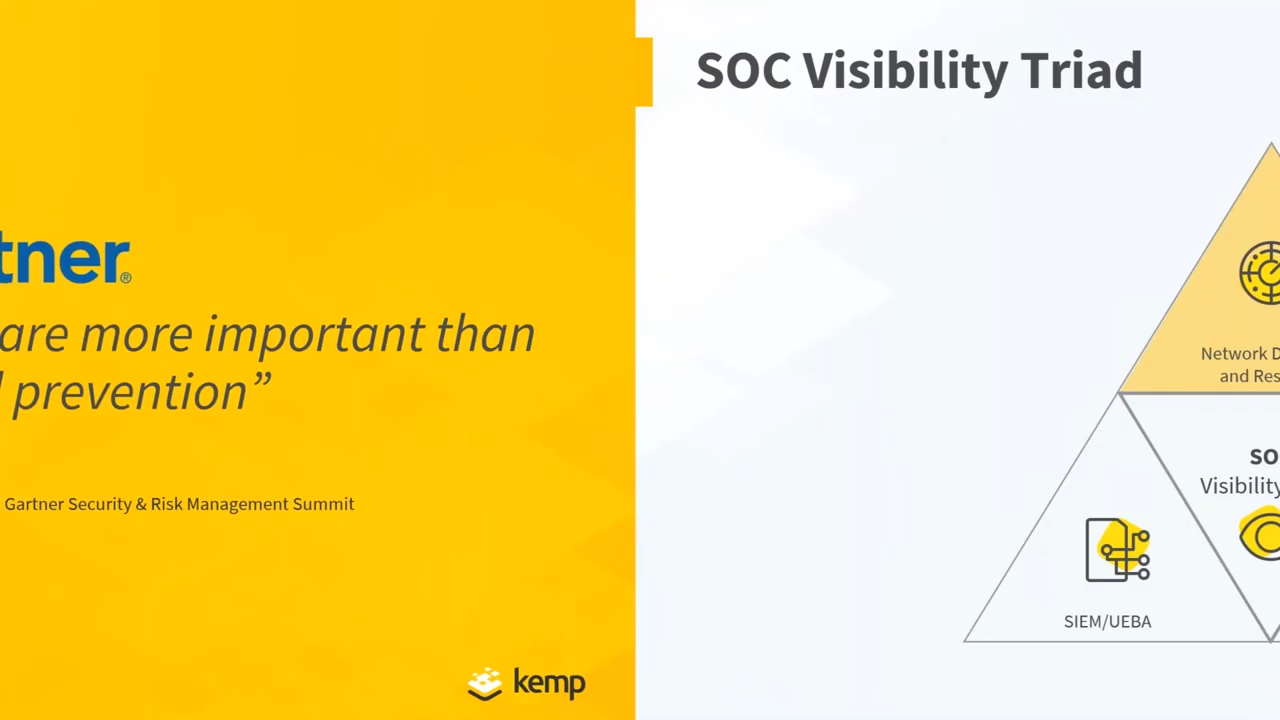 tner®
are more important than
prevention”
Gartner Security & Risk Management Summit
kemp
SOC Visibility Triad
Network D
and Res
SO
Visibility
SIEM/UEBA